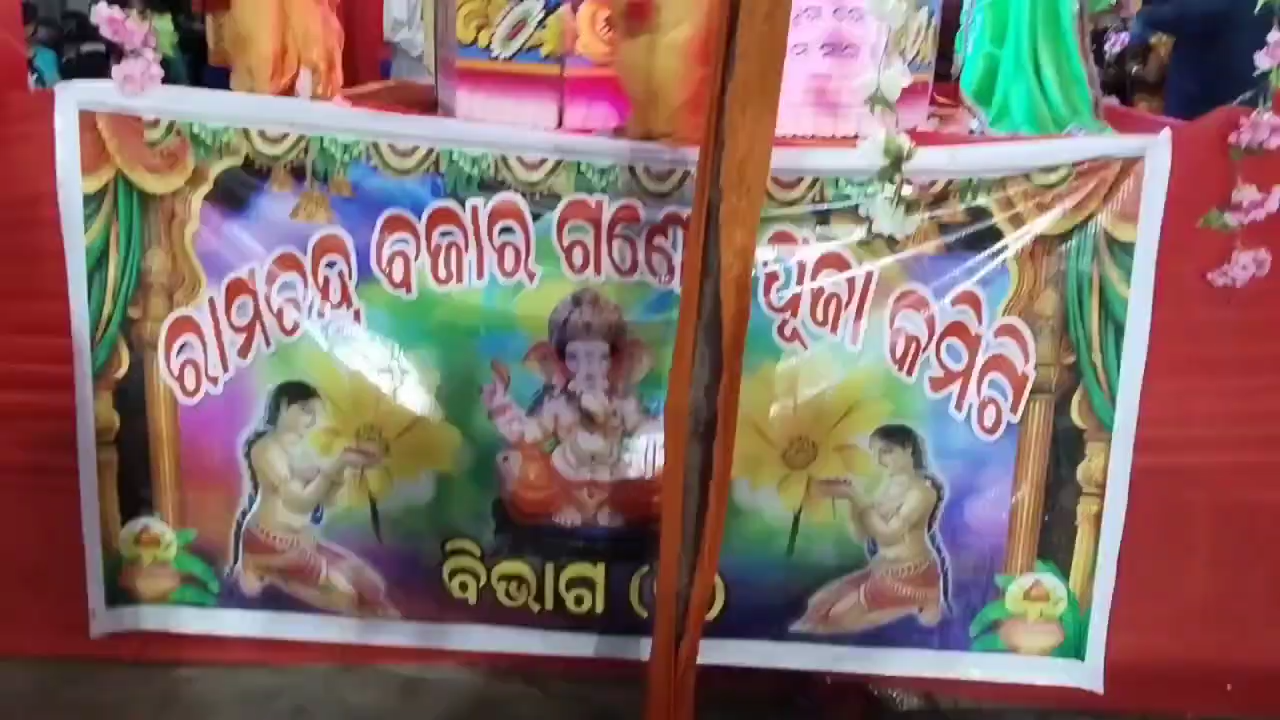 ରାମଚନ୍ଦ୍ର ବଜାର ପୂଜା କମିଟି
ବିଭାଗ